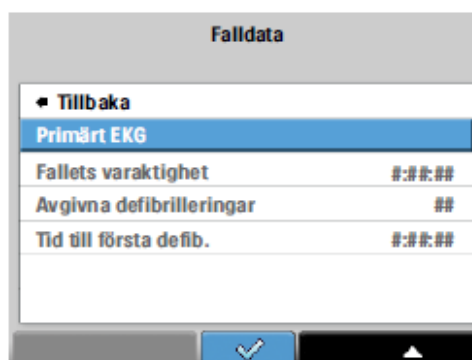 Falldata
Tillbaka
Primärt EKG
Fallets varaktighet #:##:##
Avgivna defibrilleringar ##
Tid till första defib. #:##:##